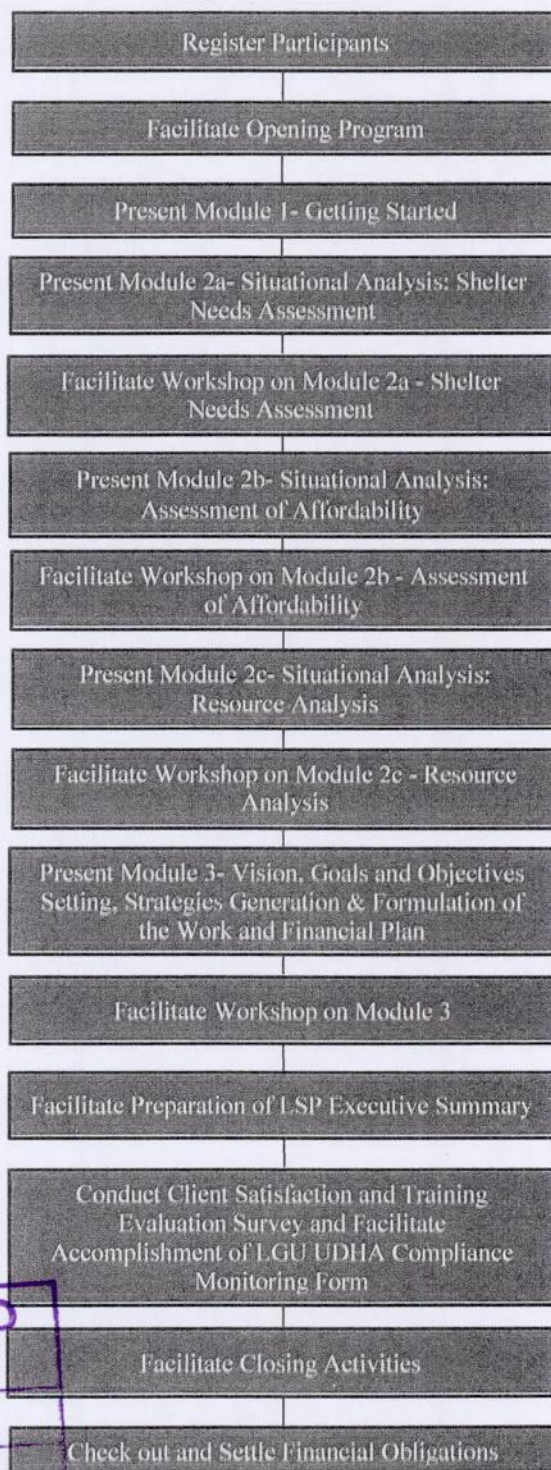 Register Participants
Facilitate Opening Program
Present Module 1- Getting Started
Present Module 2a- Situational Analysis: Shelter
Needs Assessment
Facilitate Workshop on Module 2a - Shelter
Needs Assessment
Present Module 2b- Situational Analysis:
Assessment of Affordability
Facilitate Workshop on Module 2b - Assessment
of Affordability
Present Module 2c- Situational Analysis:
Resource Analysis
Facilitate Workshop on Module 2c - Resource
Analysis
Present Module 3- Vision, Goals and Objectives
Setting, Strategies Generation & Formulation of
the Work and Financial Plan
Facilitate Workshop on Module 3
Facilitate Preparation of LSP Executive Summary
Conduct Client Satisfaction and Training
Evaluation Survey and Facilitate
Accomplishment of LGU UDHA Compliance
Monitoring Form
Facilitate Closing Activities
Check out and Settle Financial Obligations